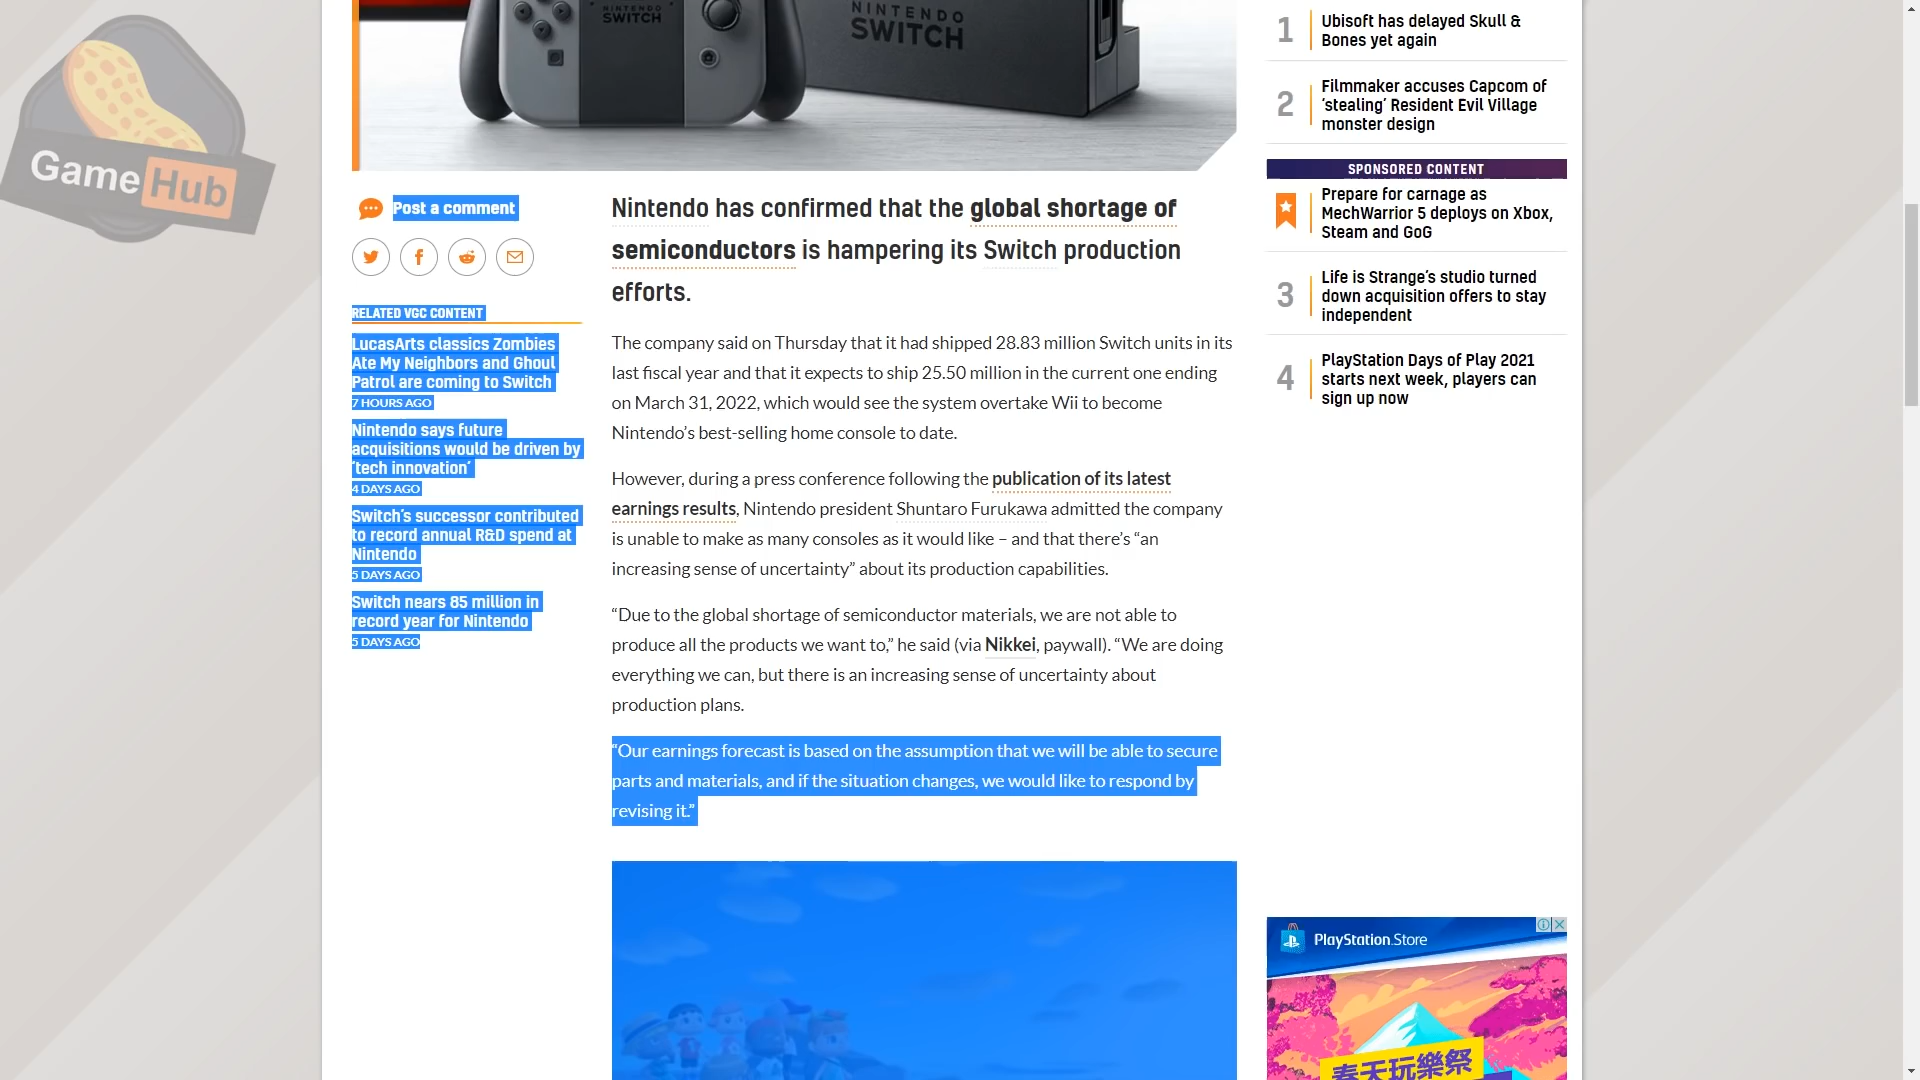 NINTENDO
SWITCH
NINTENDO
SWITCH
GameHub
Post a comment
RELATED VGC CONTENT
LucasArts classics Zombies
Ate My Neighbors and Ghoul
Patrol are coming to Switch
7 HOURS AGO
Nintendo says future
acquisitions would be driven by
‘tech innovation’
4 DAYS AGO
Switch’s successor contributed
to record annual R&D spend at
Nintendo
5 DAYS AGO
Switch nears 85 million in
record year for Nintendo
5 DAYS AGO
Nintendo has confirmed that the global shortage of
semiconductors is hampering its Switch production
efforts.
The company said on Thursday that it had shipped 28.83 million Switch units in its
last fiscal year and that it expects to ship 25.50 million in the current one ending
on March 31, 2022, which would see the system overtake Wii to become
Nintendo’s best-selling home console to date.
However, during a press conference following the publication of its latest
earnings results, Nintendo president Shuntaro Furukawa admitted the company
is unable to make as many consoles as it would like – and that there’s “an
increasing sense of uncertainty” about its production capabilities.
“Due to the global shortage of semiconductor materials, we are not able to
produce all the products we want to,” he said (via Nikkei, paywall). “We are doing
everything we can, but there is an increasing sense of uncertainty about
production plans.
“Our earnings forecast is based on the assumption that we will be able to secure
parts and materials, and if the situation changes, we would like to respond by
revising it.”
1
Ubisoft has delayed Skull &
Bones yet again
2
Filmmaker accuses Capcom of
‘stealing’ Resident Evil Village
monster design
SPONSORED CONTENT
Prepare for carnage as
MechWarrior 5 deploys on Xbox,
Steam and GoG
3
Life is Strange’s studio turned
down acquisition offers to stay
independent
4
PlayStation Days of Play 2021
starts next week, players can
sign up now
PlayStation.Store
春天玩樂祭